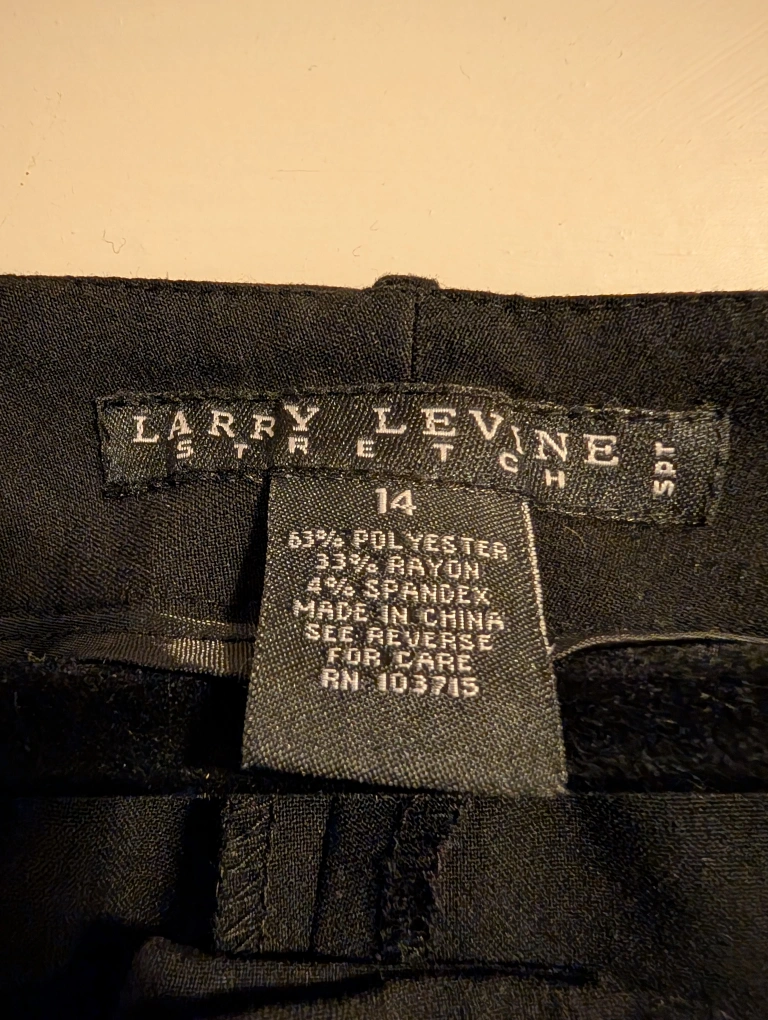 LARRY LEVINE
STRETCH
SPT
14
63% POLYESTER
33% RAYON
4% SPANDEX
MADE IN CHINA
SEE REVERSE
FOR CARE
RN 103715